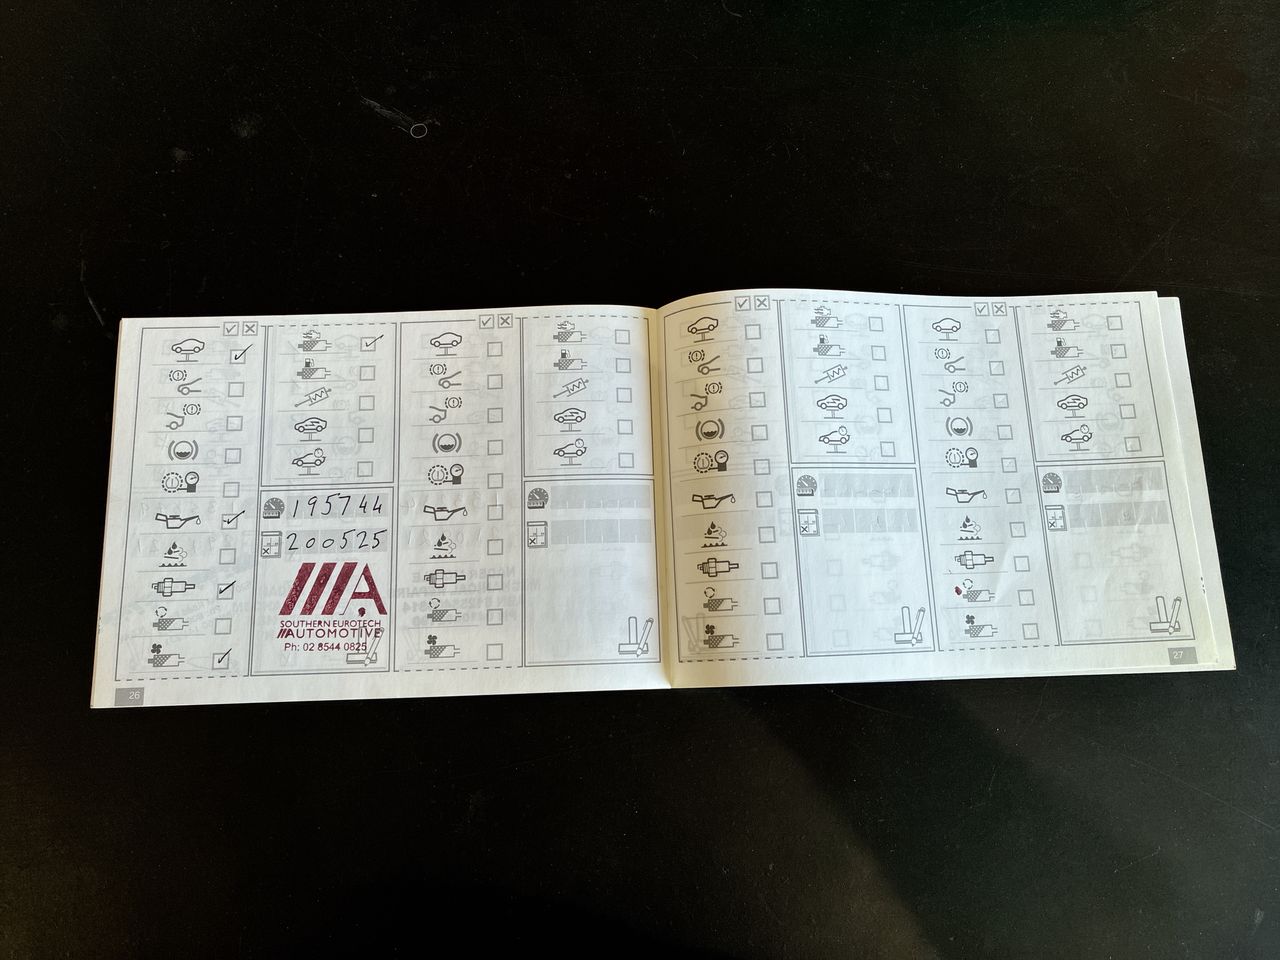 195744
200525
///A
SOUTHERN EUROTECH
///AUTOMOTIVE
Ph: 02 8544 0825
26
27